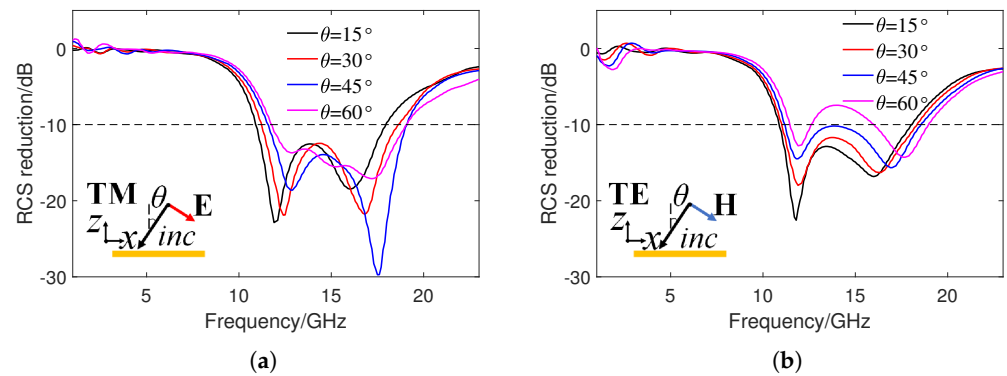 0
-10
-20
-30
RCS reduction/dB
5
10
15
20
Frequency/GHz
θ=15°
θ=30°
θ=45°
θ=60°
TM
θ
E
z
x
inc
(a)
0
-10
-20
-30
RCS reduction/dB
5
10
15
20
Frequency/GHz
θ=15°
θ=30°
θ=45°
θ=60°
TE
θ
H
z
x
inc
(b)